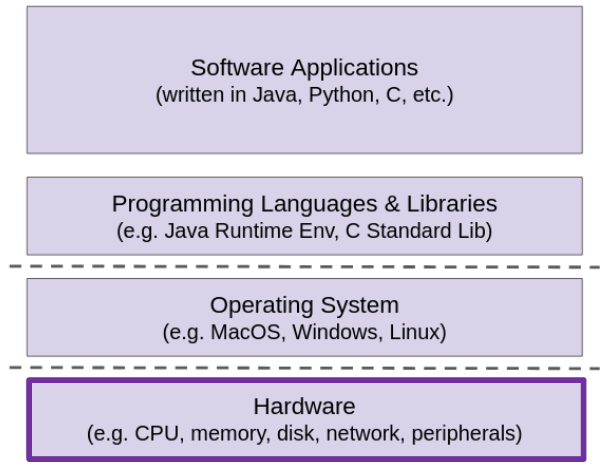 Software Applications
(written in Java, Python, C, etc.)
Programming Languages & Libraries
(e.g. Java Runtime Env, C Standard Lib)
Operating System
(e.g. MacOS, Windows, Linux)
Hardware
(e.g. CPU, memory, disk, network, peripherals)